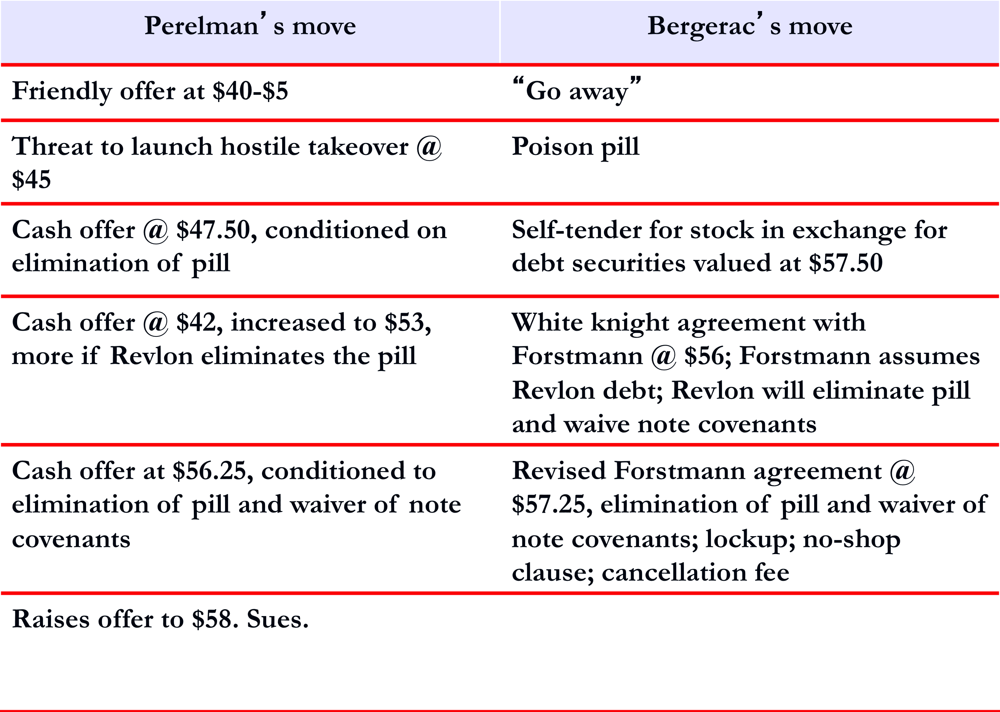 Perelman’s move
Bergerac’s move
Friendly offer at $40-$5
“Go away”
Threat to launch hostile takeover @
$45
Poison pill
Cash offer @ $47.50, conditioned on
elimination of pill
Self-tender for stock in exchange for
debt securities valued at $57.50
Cash offer @ $42, increased to $53,
more if Revlon eliminates the pill
White knight agreement with
Forstmann @ $56; Forstmann assumes
Revlon debt; Revlon will eliminate pill
and waive note covenants
Cash offer at $56.25, conditioned to
elimination of pill and waiver of note
covenants
Revised Forstmann agreement @
$57.25, elimination of pill and waiver of
note covenants; lockup; no-shop
clause; cancellation fee
Raises offer to $58. Sues.